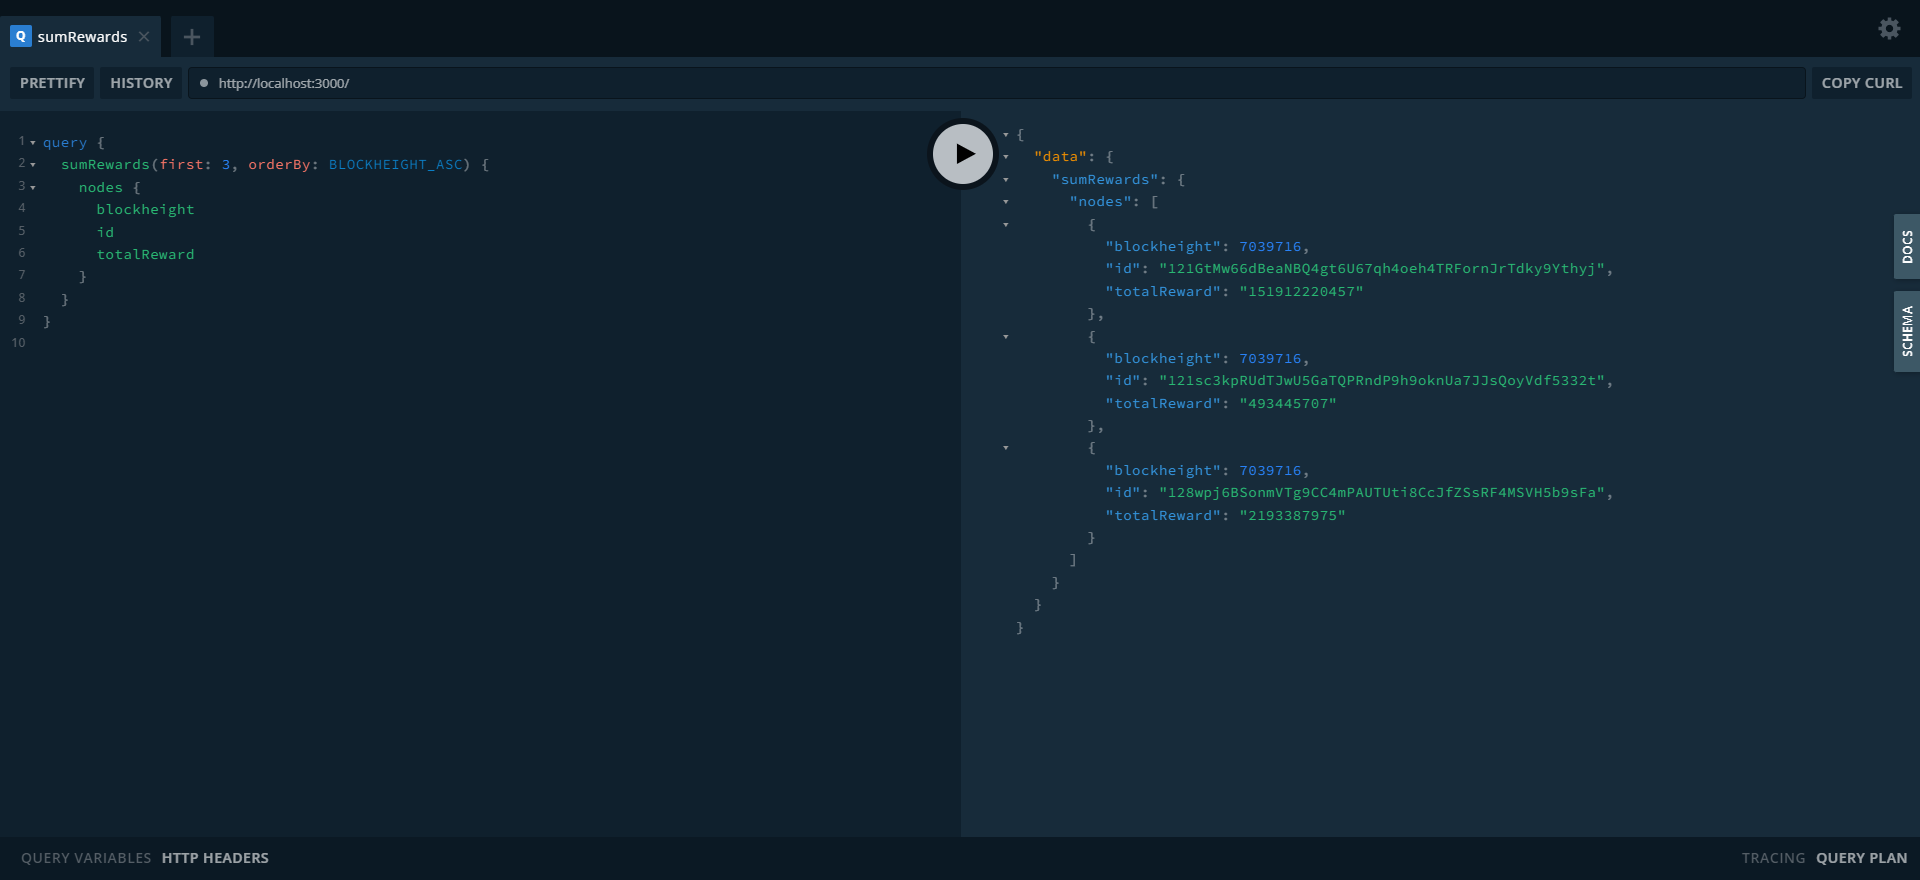 Q sumRewards
PRETTIFY HISTORY http://localhost:3000/ COPY CURL
1 query {
2 sumRewards(first: 3, orderBy: BLOCKHEIGHT_ASC) {
3 nodes {
4 blockheight
5 id
6 totalReward
7 }
8 }
9 }
10
{
"data": {
"sumRewards": {
"nodes": [
{
"blockheight": 7039716,
"id": "121GtMw66dBeaNBQ4gt6U67qh4oeh4TRFornJrTdky9Ythyj",
"totalReward": "151912220457"
},
{
"blockheight": 7039716,
"id": "121sc3kpRUdTJwU5GaTQPRndP9h9oknUa7JJsQoyVdf5332t",
"totalReward": "493445707"
},
{
"blockheight": 7039716,
"id": "128wpj6BSonmVTg9CC4mPAUTUti8CcJfZSsRF4MSVH5b9sFa",
"totalReward": "2193387975"
}
]
}
}
}
DOCS
SCHEMA
QUERY VARIABLES HTTP HEADERS
TRACING QUERY PLAN